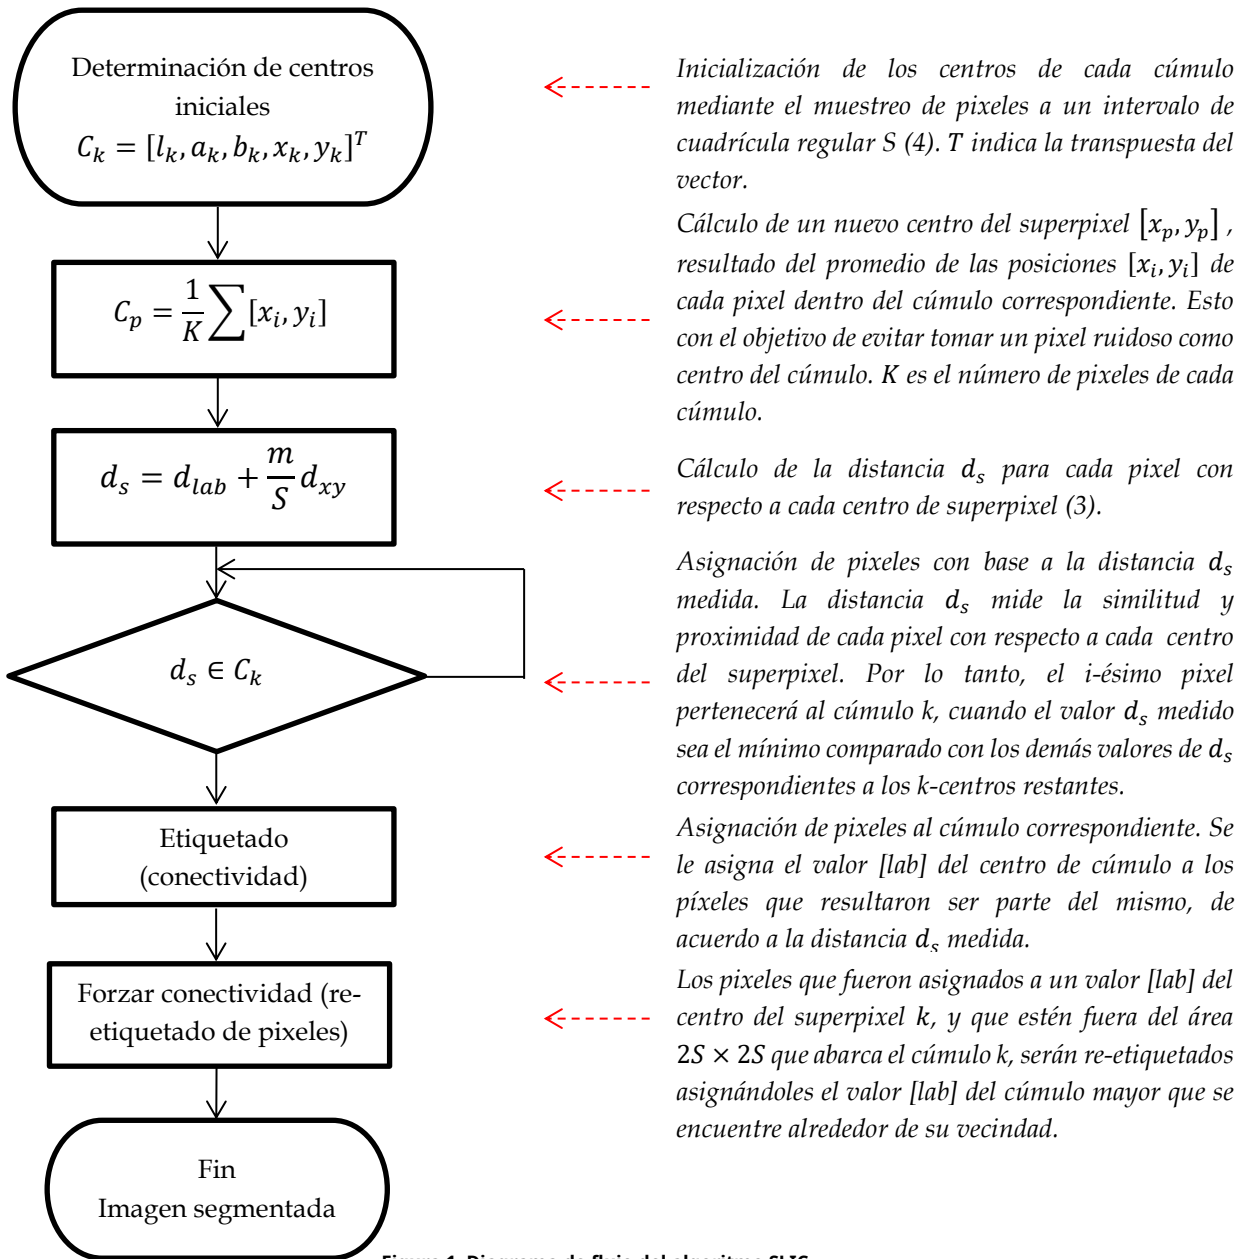 Determinación de centros
iniciales
C_k = [l_k, a_k, b_k, x_k, y_k]^T
Inicialización de los centros de cada cúmulo
mediante el muestreo de pixeles a un intervalo de
cuadrícula regular S (4). T indica la transpuesta del
vector.
C_p = 1/K ∑[x_i, y_i]
Cálculo de un nuevo centro del superpixel [x_p, y_p] ,
resultado del promedio de las posiciones [x_i, y_i] de
cada pixel dentro del cúmulo correspondiente. Esto
con el objetivo de evitar tomar un pixel ruidoso como
centro del cúmulo. K es el número de pixeles de cada
cúmulo.
d_s = d_lab + m/S d_xy
Cálculo de la distancia d_s para cada pixel con
respecto a cada centro de superpixel (3).
d_s ∈ C_k
Asignación de pixeles con base a la distancia d_s
medida. La distancia d_s mide la similitud y
proximidad de cada pixel con respecto a cada centro
del superpixel. Por lo tanto, el i-ésimo pixel
pertenecerá al cúmulo k, cuando el valor d_s medido
sea el mínimo comparado con los demás valores de d_s
correspondientes a los k-centros restantes.
Etiquetado
(conectividad)
Asignación de pixeles al cúmulo correspondiente. Se
le asigna el valor [lab] del centro de cúmulo a los
píxeles que resultaron ser parte del mismo, de
acuerdo a la distancia d_s medida.
Forzar conectividad (re-
etiquetado de pixeles)
Los pixeles que fueron asignados a un valor [lab] del
centro del superpixel k, y que estén fuera del área
2S × 2S que abarca el cúmulo k, serán re-etiquetados
asignándoles el valor [lab] del cúmulo mayor que se
encuentre alrededor de su vecindad.
Fin
Imagen segmentada
Figura 1. Diagrama de flujo del algoritmo SLIC